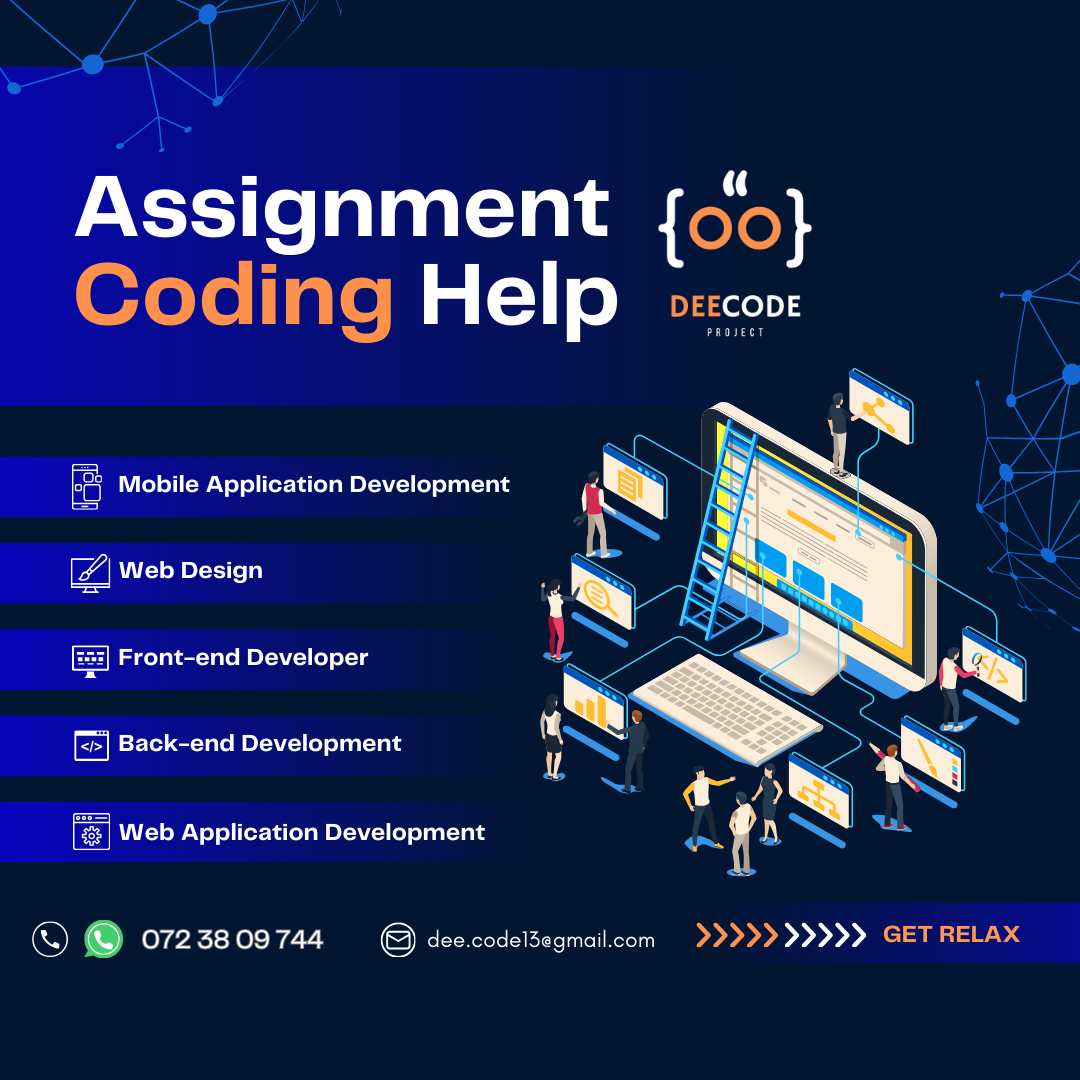 Assignment
Coding Help
{oo}
DEECODE
PROJECT
Mobile Application Development
Web Design
Front-end Developer
</> Back-end Development
Web Application Development
072 38 09 744
dee.code13@gmail.com
GET RELAX
</>